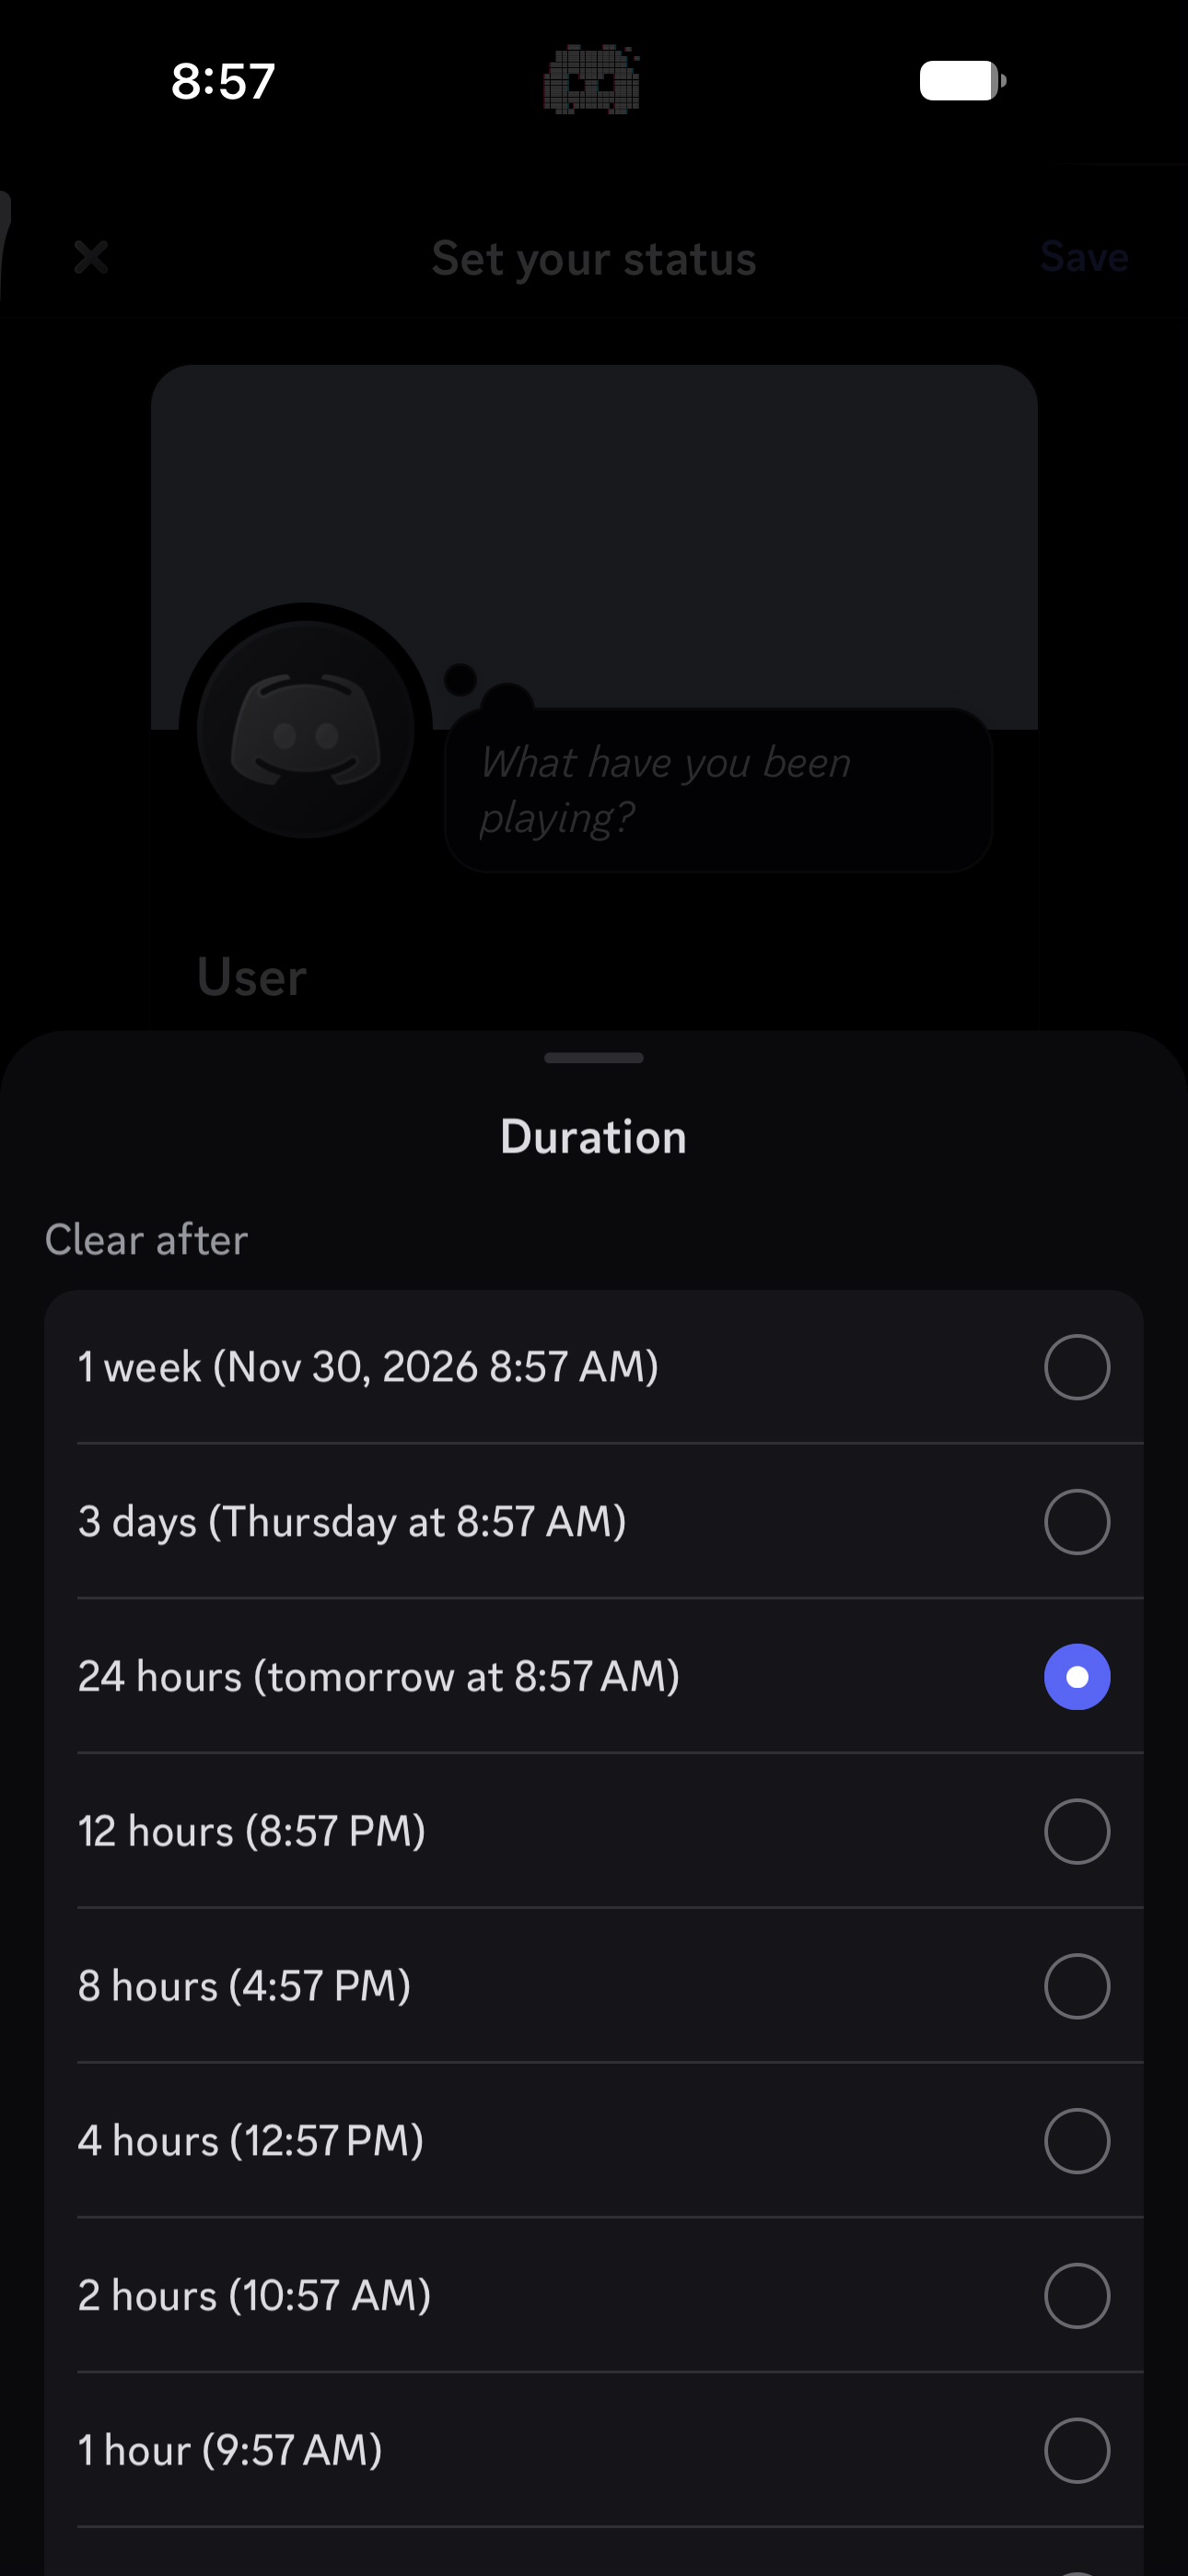 8:57
Set your status
Save
What have you been
playing?
User
Duration
Clear after
1 week (Nov 30, 2026 8:57 AM)
3 days (Thursday at 8:57 AM)
24 hours (tomorrow at 8:57 AM)
12 hours (8:57 PM)
8 hours (4:57 PM)
4 hours (12:57 PM)
2 hours (10:57 AM)
1 hour (9:57 AM)